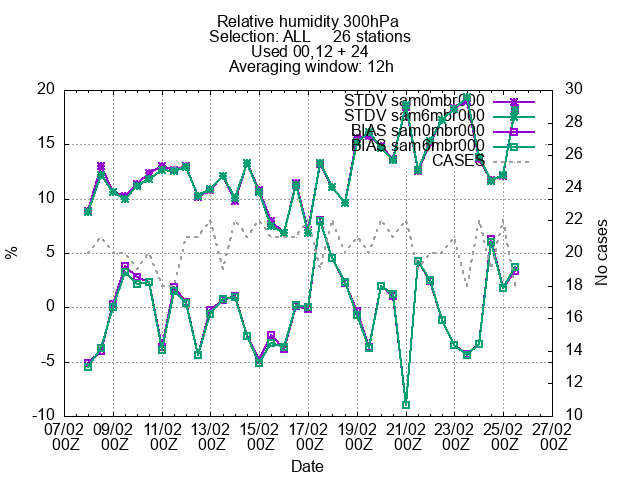 Relative humidity 300hPa
Selection: ALL 26 stations
Used 00,12 + 24
Averaging window: 12h
STDV sam0mbr000
STDV sam6mbr000
BIAS sam0mbr000
BIAS sam6mbr000
CASES
20
15
10
5
0
-5
-10
%
30
28
26
24
22
20
18
16
14
12
10
No cases
07/02 09/02 11/02 13/02 15/02 17/02 19/02 21/02 23/02 25/02 27/02
00Z 00Z 00Z 00Z 00Z 00Z 00Z 00Z 00Z 00Z 00Z
Date